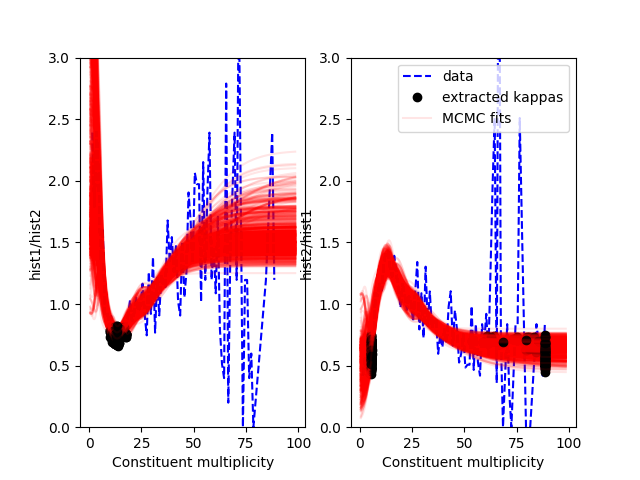 3.0
2.5
2.0
1.5
1.0
0.5
0.0
hist1/hist2
0 25 50 75 100
Constituent multiplicity
3.0
2.5
2.0
1.5
1.0
0.5
0.0
hist2/hist1
0 25 50 75 100
Constituent multiplicity
data
extracted kappas
MCMC fits